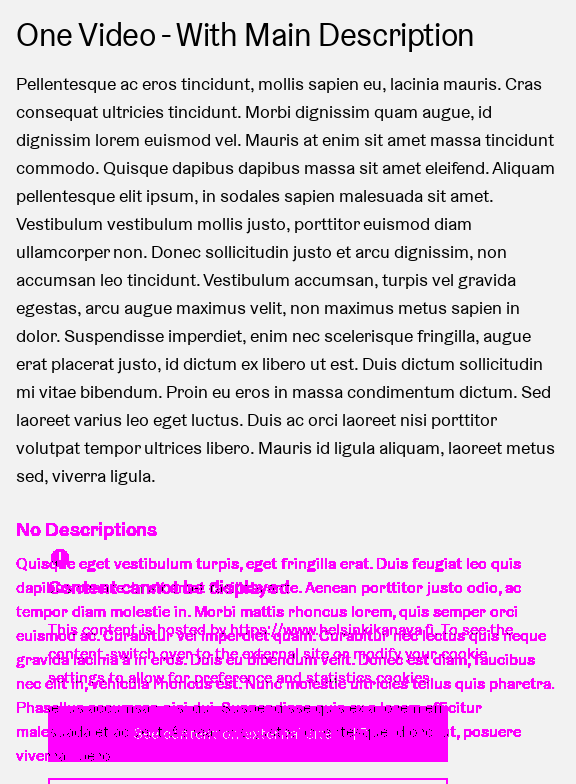 One Video - With Main Description
Pellentesque ac eros tincidunt, mollis sapien eu, lacinia mauris. Cras
consequat ultricies tincidunt. Morbi dignissim quam augue, id
dignissim lorem euismod vel. Mauris at enim sit amet massa tincidunt
commodo. Quisque dapibus dapibus massa sit amet eleifend. Aliquam
pellentesque elit ipsum, in sodales sapien malesuada sit amet.
Vestibulum vestibulum mollis justo, porttitor euismod diam
ullamcorper non. Donec sollicitudin justo et arcu dignissim, non
accumsan leo tincidunt. Vestibulum accumsan, turpis vel gravida
egestas, arcu augue maximus velit, non maximus metus sapien in
dolor. Suspendisse imperdiet, enim nec scelerisque fringilla, augue
erat placerat justo, id dictum ex libero ut est. Duis dictum sollicitudin
mi vitae bibendum. Proin eu eros in massa condimentum dictum. Sed
laoreet varius leo eget luctus. Duis ac orci laoreet nisi porttitor
volutpat tempor ultrices libero. Mauris id ligula aliquam, laoreet metus
sed, viverra ligula.
No Descriptions
Quisque eget vestibulum turpis, eget fringilla erat. Duis feugiat leo quis
Content cannot be displayed
Aenean porttitor justo odio, ac
tempor diam molestie in. Morbi mattis rhoncus lorem, quis semper orci
This content is hosted by https://www.helsinkikanava.fi. To see the
euismod ac. Curabitur vel imperdiet quam. Curabitur nec lectus quis neque
content, switch over to the external site or modify your cookie
gravida lacinia a in eros. Duis eu bibendum velit. Donec est diam, faucibus
settings to allow for preference and statistics cookies.
nec elit in, vehicula rhoncus est. Nunc molestie ultricies tellus quis pharetra.
Phasellus accumsan nisi dui. Suspendisse quis ex a lorem efficitur
posuere